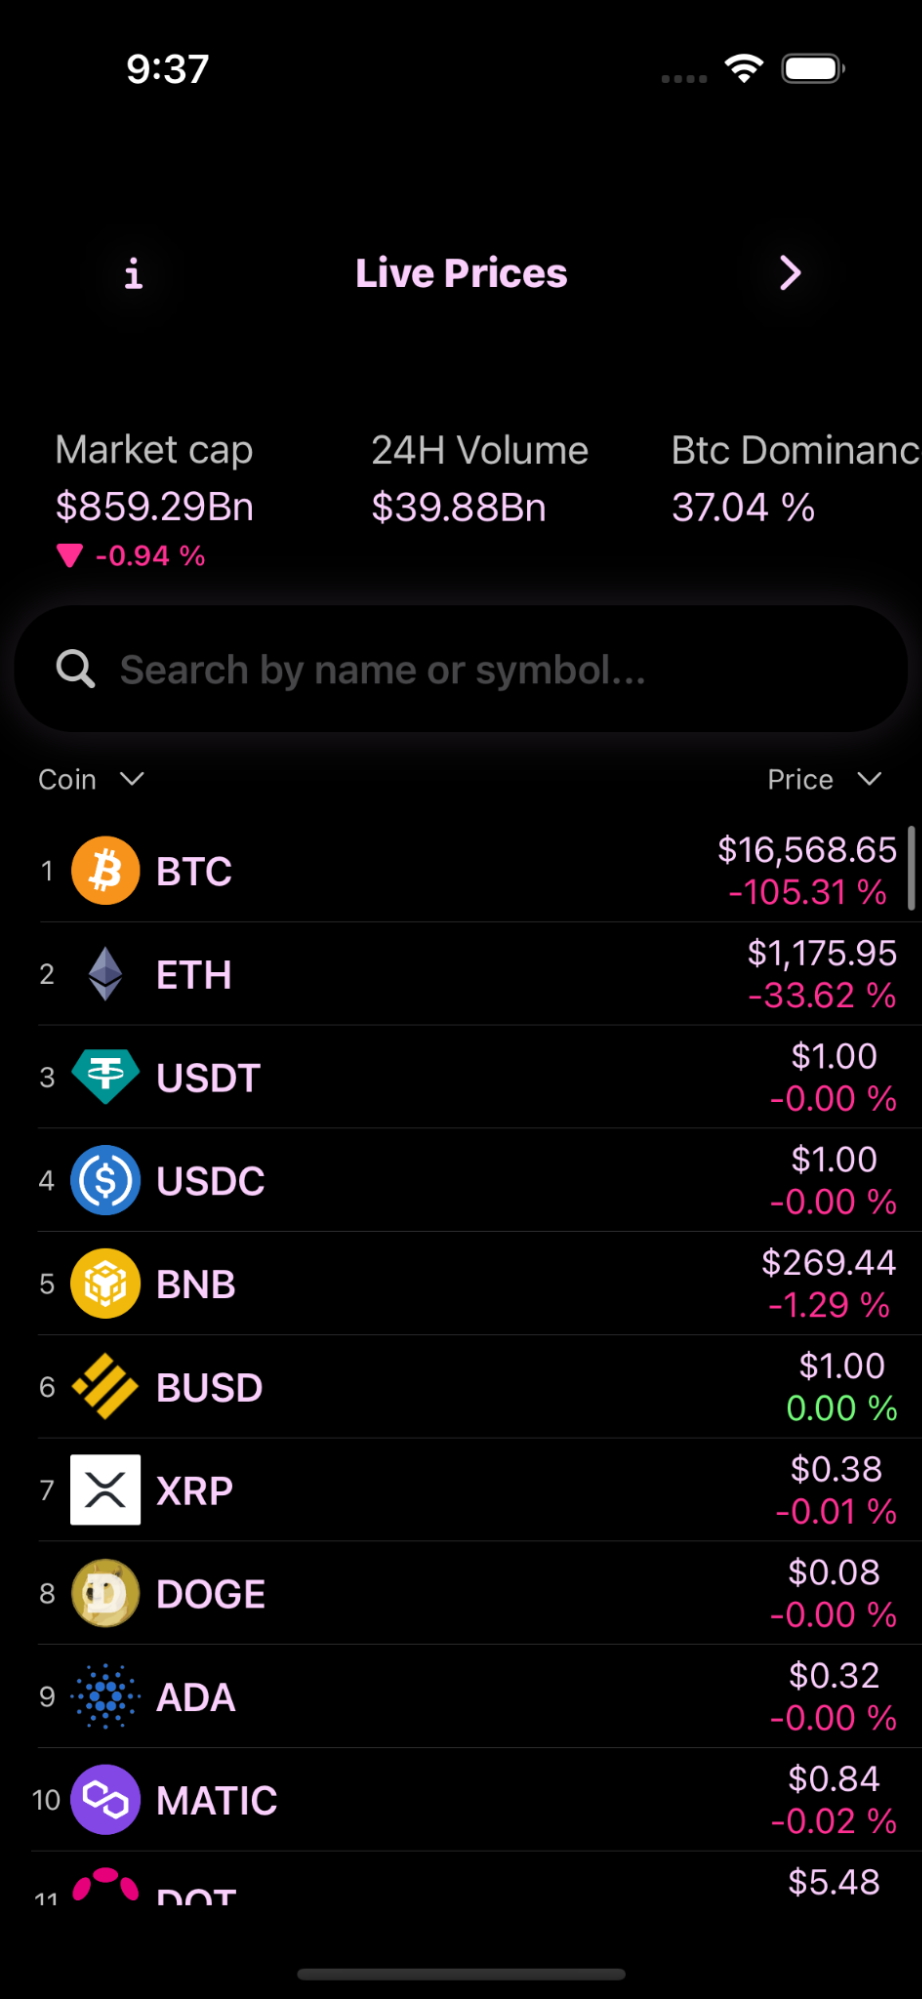 9:37
i
Live Prices
Market cap
24H Volume
Btc Dominanc
$859.29Bn
$39.88Bn
37.04 %
-0.94 %
Search by name or symbol...
Coin
Price
1
BTC
$16,568.65
-105.31 %
2
ETH
$1,175.95
-33.62 %
3
USDT
$1.00
-0.00 %
4
USDC
$1.00
-0.00 %
5
BNB
$269.44
-1.29 %
6
BUSD
$1.00
0.00 %
7
XRP
$0.38
-0.01 %
8
DOGE
$0.08
-0.00 %
9
ADA
$0.32
-0.00 %
10
MATIC
$0.84
-0.02 %
11
DOT
$5.48